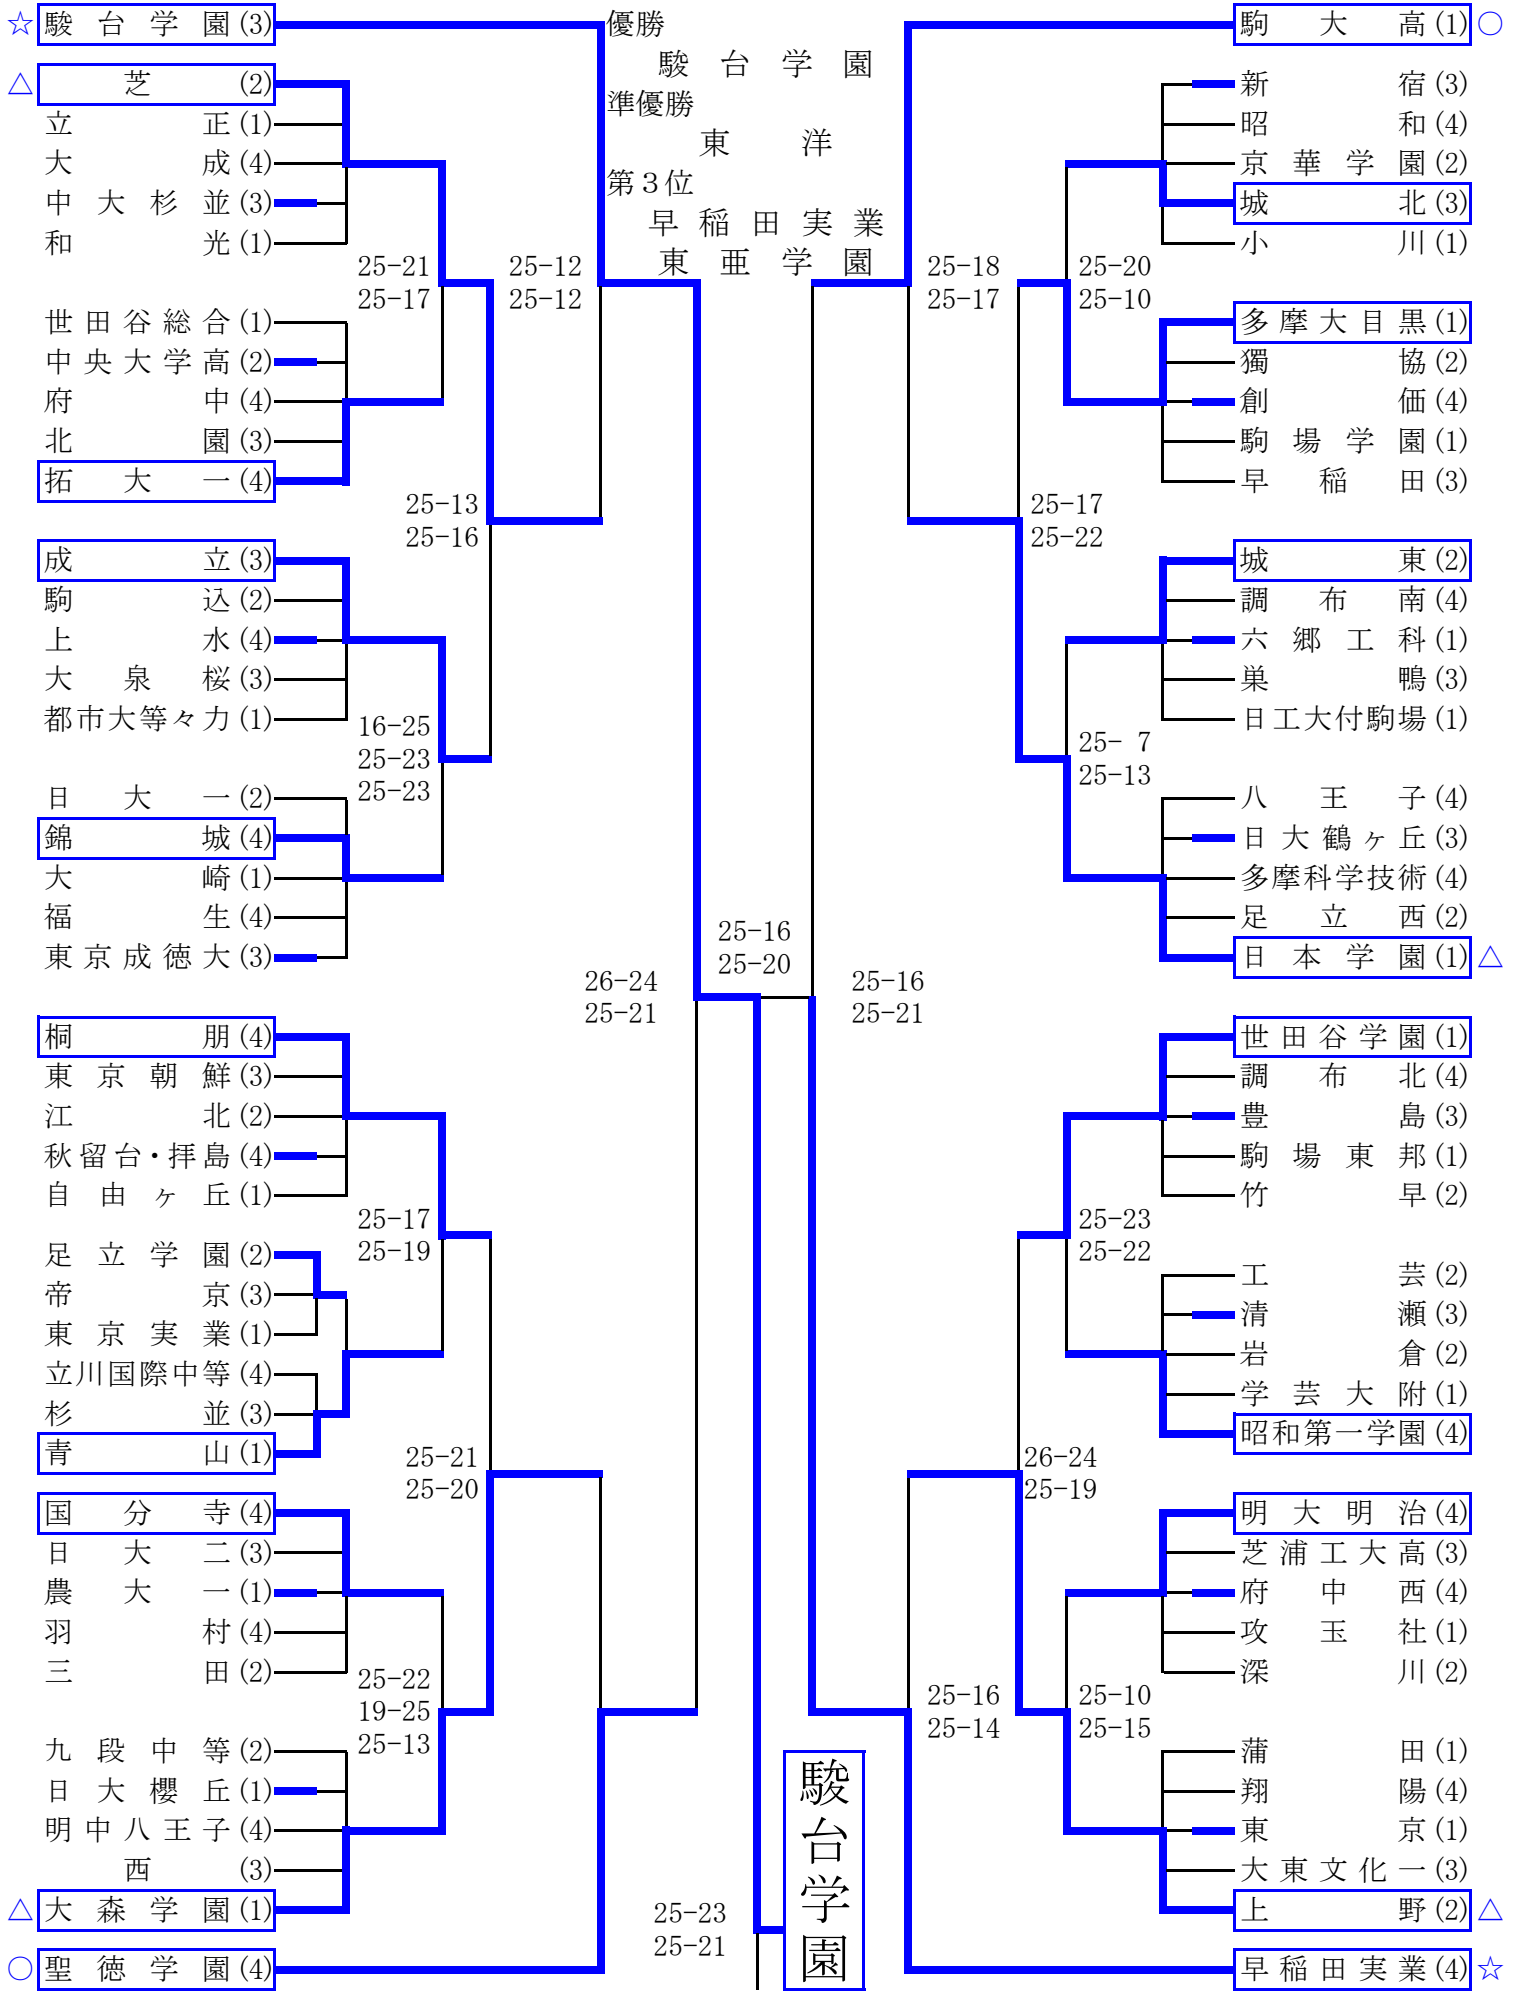 ☆ 駿台学園(3)
△ 芝(2)
立正(1)
大成(4)
中大杉並(3)
和光(1)
世田谷総合(1)
中央大学高(2)
府中(4)
北園(3)
拓大一(4)
成立(3)
駒込(2)
上水(4)
大泉桜(3)
都市大等々力(1)
日大一(2)
錦城(4)
大崎(1)
福生(4)
東京成徳大(3)
桐朋(4)
東京朝鮮(3)
江北(2)
秋留台・拝島(4)
自由ヶ丘(1)
足立学園(2)
帝京(3)
東京実業(1)
立川国際中等(4)
杉並(3)
青山(1)
国分寺(4)
日大二(3)
農大一(1)
羽村(4)
三田(2)
九段中等(2)
日大櫻丘(1)
明中八王子(4)
西(3)
△ 大森学園(1)
○ 聖徳学園(4)
25-21
25-17
16-25
25-23
25-23
25-17
25-19
25-22
19-25
25-13
25-13
25-16
25-21
25-20
25-12
25-12
26-24
25-21
優勝
駿台学園
準優勝
東洋
第３位
早稲田実業
東亜学園
25-16
25-20
25-23
25-21
駿台学園
25-16
25-21
25-18
25-17
25-16
25-14
25-17
25-22
26-24
25-19
25-20
25-10
25- 7
25-13
25-23
25-22
25-10
25-15
駒大高(1) ○
新宿(3)
昭和(4)
京華学園(2)
城北(3)
小川(1)
多摩大目黒(1)
獨協(2)
創価(4)
駒場学園(1)
早稲田(3)
城東(2)
調布南(4)
六郷工科(1)
巣鴨(3)
日工大付駒場(1)
八王子(4)
日大鶴ヶ丘(3)
多摩科学技術(4)
足立西(2)
日本学園(1) △
世田谷学園(1)
調布北(4)
豊島(3)
駒場東邦(1)
竹早(2)
工芸(2)
清瀬(3)
岩倉(2)
学芸大附(1)
昭和第一学園(4)
明大明治(4)
芝浦工大高(3)
府中西(4)
攻玉社(1)
深川(2)
蒲田(1)
翔陽(4)
東京(1)
大東文化一(3)
上野(2) △
早稲田実業(4) ☆